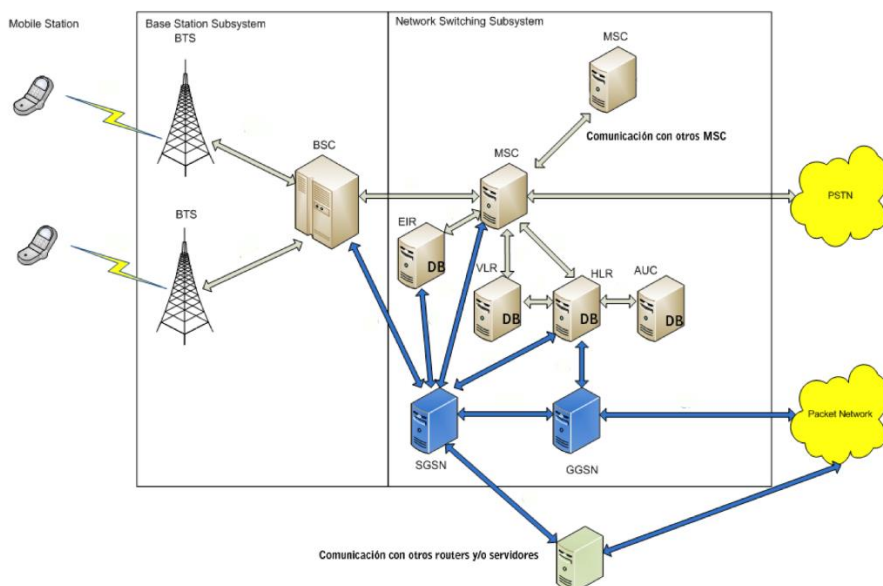 Mobile Station
Base Station Subsystem
Network Switching Subsystem
BTS
MSC
Comunicación con otros MSC
BSC
MSC
PSTN
BTS
EIR
DB
VLR
DB
HLR
DB
AUC
DB
SGSN
GGSN
Packet Network
Comunicación con otros routers y/o servidores